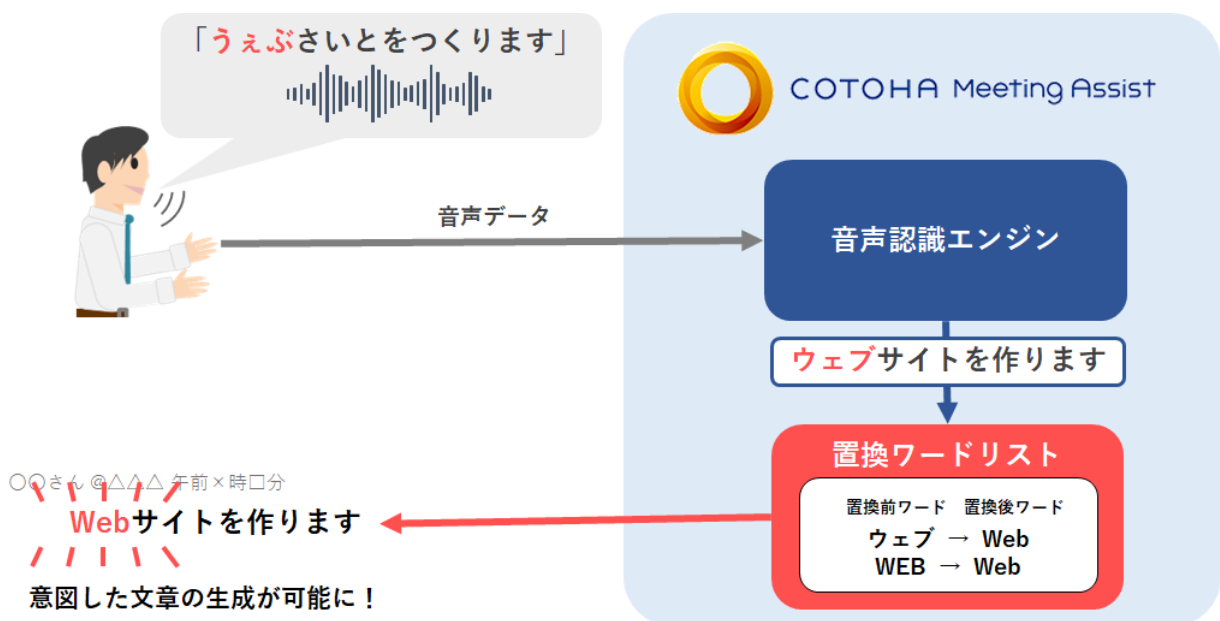 「うぇぶさいとをつくります」
COTOHA Meeting Assist
音声データ
音声認識エンジン
ウェブサイトを作ります
置換ワードリスト
置換前ワード 置換後ワード
ウェブ → Web
WEB → Web
〇〇さん @△△△ 午前×時□分
Webサイトを作ります
意図した文章の生成が可能に！